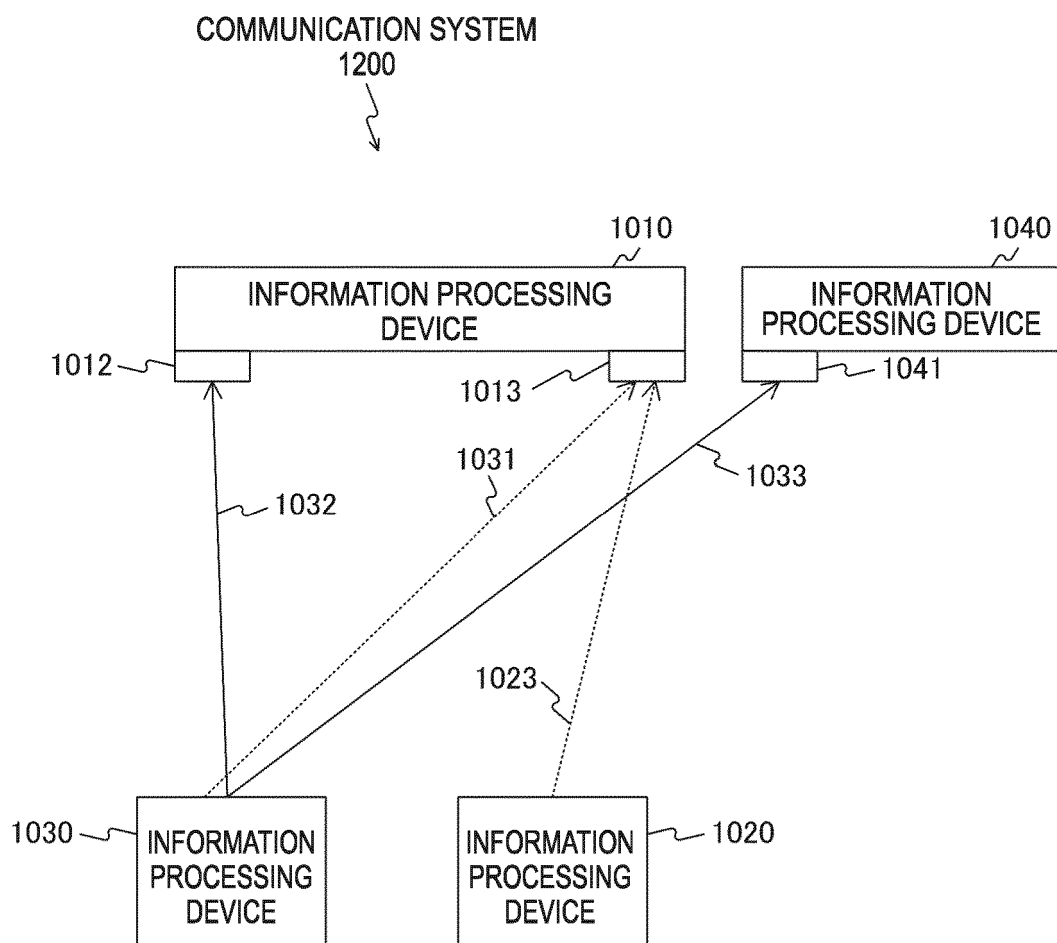 COMMUNICATION SYSTEM
1200
1010
1040
INFORMATION PROCESSING
DEVICE
INFORMATION
PROCESSING DEVICE
1012
1013
1041
1031
1033
1032
1023
1030
INFORMATION
PROCESSING
DEVICE
INFORMATION
PROCESSING
DEVICE
1020